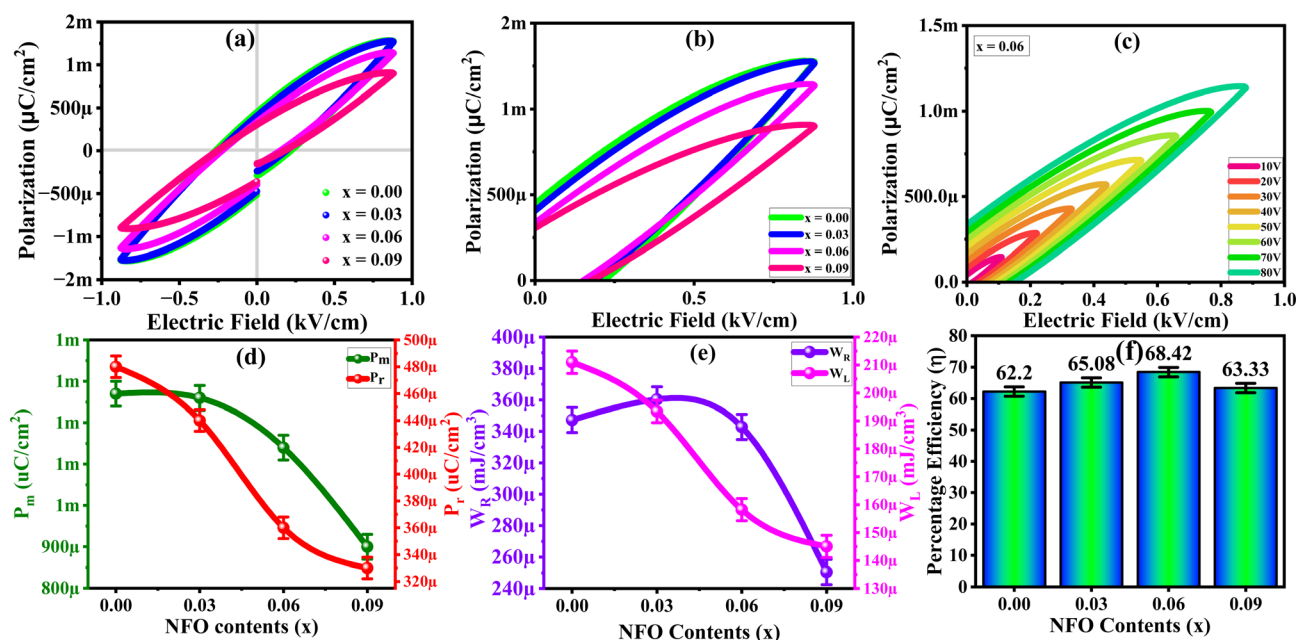 (a)
Polarization (µC/cm²)
2m
1m
500µ
0
−500µ
−1m
−2m
−1.0
−0.5
0.0
0.5
1.0
Electric Field (kV/cm)
x = 0.00
x = 0.03
x = 0.06
x = 0.09
(b)
Polarization (µC/cm²)
2m
1m
500µ
0
0.0
0.5
1.0
Electric Field (kV/cm)
x = 0.00
x = 0.03
x = 0.06
x = 0.09
(c)
x = 0.06
Polarization (µC/cm²)
1.5m
1.0m
500.0µ
0.0
0.0
0.2
0.4
0.6
0.8
1.0
Electric Field (kV/cm)
10V
20V
30V
40V
50V
60V
70V
80V
(d)
Pm (uC/cm²)
1m
1m
1m
1m
1m
900µ
800µ
Pm
Pr
500µ
480µ
460µ
440µ
420µ
400µ
380µ
360µ
340µ
320µ
Pr (uC/cm²)
0.00
0.03
0.06
0.09
NFO contents (x)
(e)
WR (mJ/cm³)
400µ
380µ
360µ
340µ
320µ
300µ
280µ
260µ
240µ
WR
WL
220µ
210µ
200µ
190µ
180µ
170µ
160µ
150µ
140µ
130µ
WL (mJ/cm³)
0.00
0.03
0.06
0.09
NFO Contents (x)
(f)
Percentage Efficiency (η)
80
70
60
50
40
30
20
10
0
62.2
65.08
68.42
63.33
0.00
0.03
0.06
0.09
NFO Contents (x)